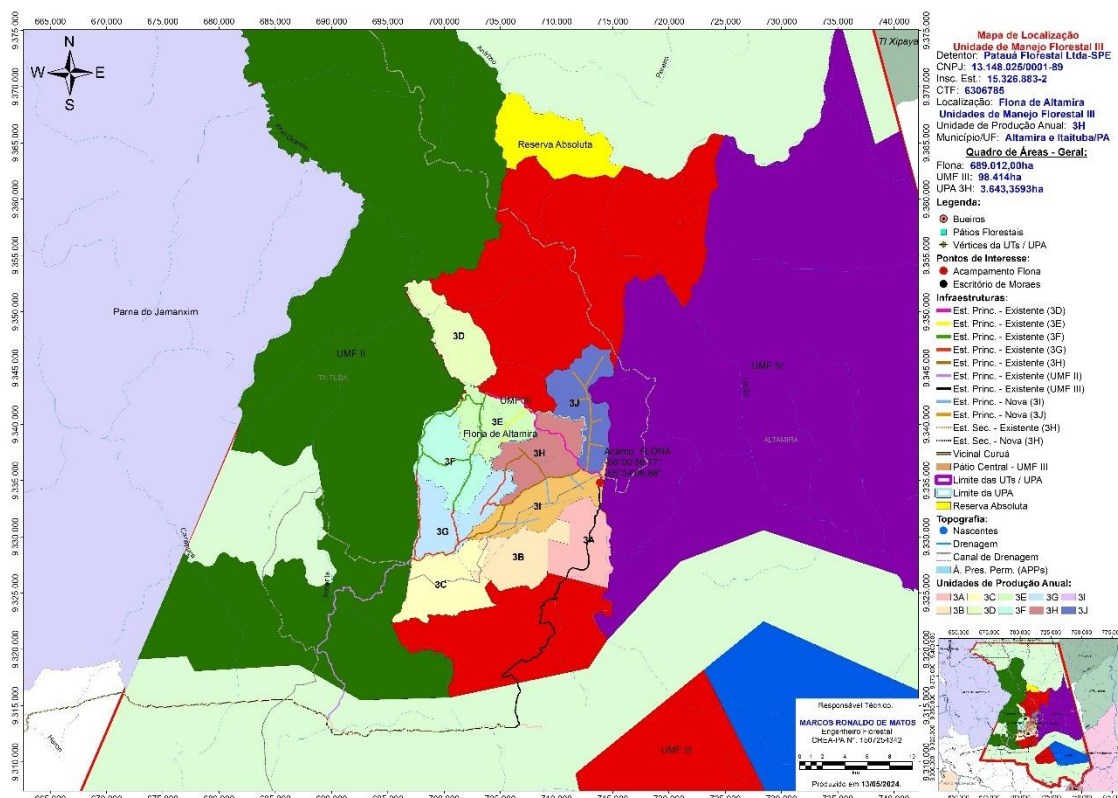 665.000 670.000 675.000 680.000 685.000 690.000 695.000 700.000 705.000 710.000 715.000 720.000 725.000 730.000 735.000 740.000
9.375.000
9.370.000
9.365.000
9.360.000
9.355.000
9.350.000
9.345.000
9.340.000
9.335.000
9.330.000
9.325.000
9.320.000
9.315.000
9.310.000
N
W E
S
TI Xipaya
Reserva Absoluta
Parna do Jamanxim
UMF II
ITAITUBA
3D
UMF III
3E
Flona de Altamira
3F
3G
3H
3J
3I
3A
3B
3C
UMF IV
ALTAMIRA
Acamp. FLONA
UMF III
Mapa de Localização
Unidade de Manejo Florestal III
Detentor: Patauá Florestal Ltda-SPE
CNPJ: 13.148.025/0001-89
Insc. Est.: 15.326.883-2
CTF: 6306785
Localização: Flona de Altamira
Unidades de Manejo Florestal III
Unidade de Produção Anual: 3H
Município/UF: Altamira e Itaituba/PA
Quadro de Áreas - Geral:
Flona: 689.012,00ha
UMF III: 98.414ha
UPA 3H: 3.643,3593ha
Legenda:
Bueiros
Pátios Florestais
Vértices da UTs / UPA
Pontos de Interesse:
Acampamento Flona
Escritório de Moraes
Infraestruturas:
Est. Princ. - Existente (3D)
Est. Princ. - Existente (3E)
Est. Princ. - Existente (3F)
Est. Princ. - Existente (3G)
Est. Princ. - Existente (3H)
Est. Princ. - Existente (UMF II)
Est. Princ. - Existente (UMF III)
Est. Princ. - Nova (3I)
Est. Princ. - Nova (3J)
Est. Sec. - Existente (3H)
Est. Sec. - Nova (3H)
Vicinal Curuá
Pátio Central - UMF III
Limite das UTs / UPA
Limite da UPA
Reserva Absoluta
Topografia:
Nascentes
Drenagem
Canal de Drenagem
Á. Pres. Perm. (APPs)
Unidades de Produção Anual:
3A 3C 3E 3G 3I
3B 3D 3F 3H 3J
Responsável Técnico:
MARCOS RONALDO DE MATOS
Engenheiro Florestal
CREA-PA Nº. 1507254342
Produzido em 13/05/2024.